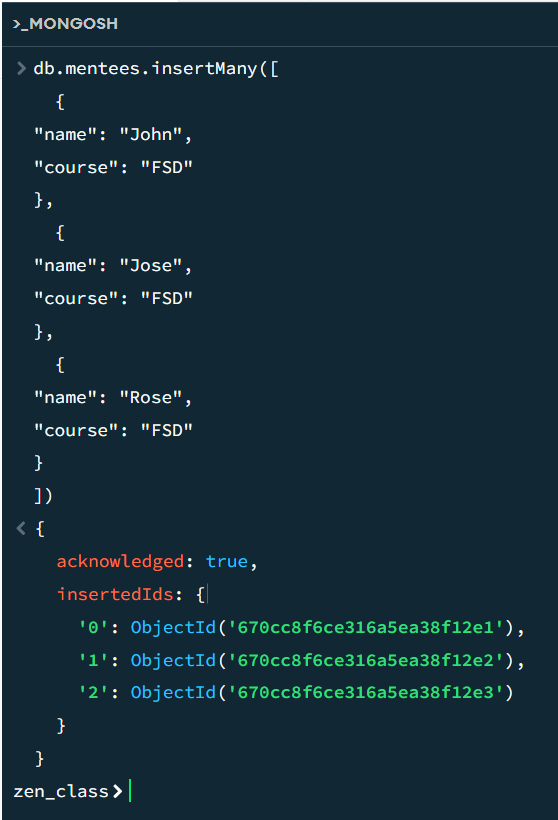 >_MONGOSH
> db.mentees.insertMany([
    {
  "name": "John",
  "course": "FSD"
  },
    {
  "name": "Jose",
  "course": "FSD"
  },
    {
  "name": "Rose",
  "course": "FSD"
  }
  ])
< {
    acknowledged: true,
    insertedIds: {
      '0': ObjectId('670cc8f6ce316a5ea38f12e1'),
      '1': ObjectId('670cc8f6ce316a5ea38f12e2'),
      '2': ObjectId('670cc8f6ce316a5ea38f12e3')
    }
  }
zen_class>